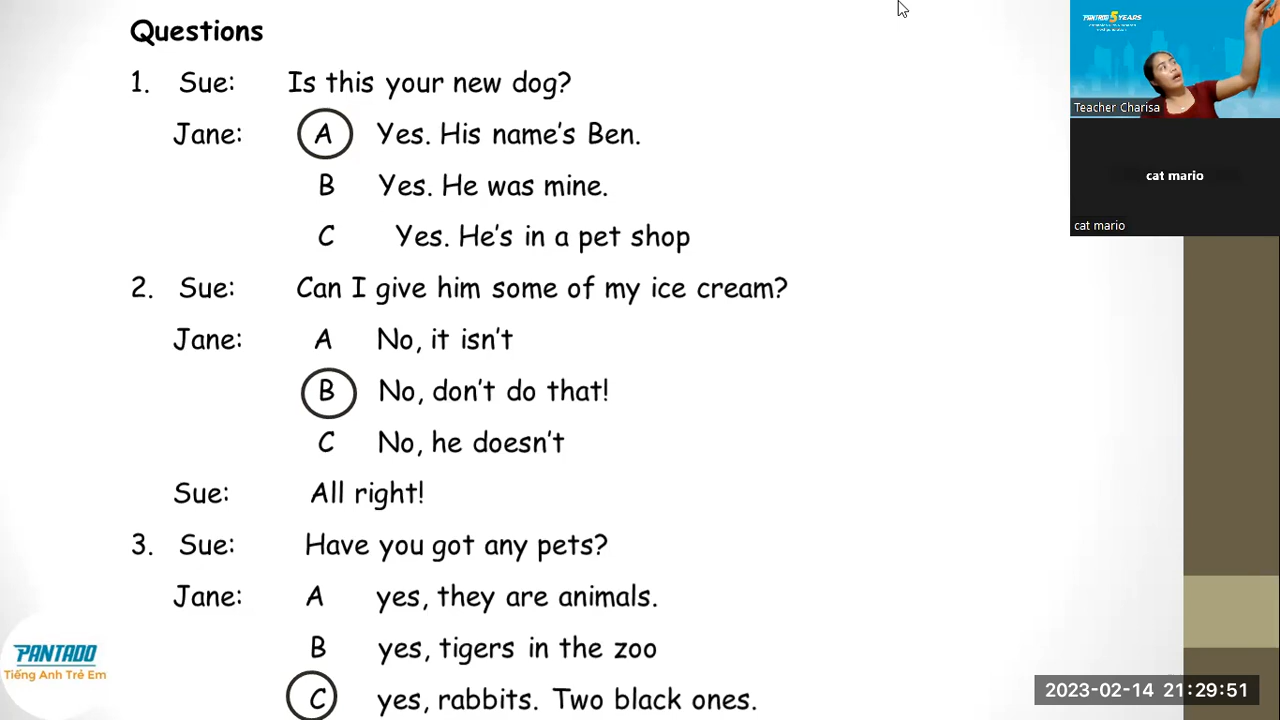 Questions
1. Sue: Is this your new dog?
Jane: A Yes. His name's Ben.
B Yes. He was mine.
C Yes. He's in a pet shop
2. Sue: Can I give him some of my ice cream?
Jane: A No, it isn't
B No, don't do that!
C No, he doesn't
Sue: All right!
3. Sue: Have you got any pets?
Jane: A yes, they are animals.
B yes, tigers in the zoo
C yes, rabbits. Two black ones.
PANTADO 5 YEARS
Teacher Charisa
cat mario
cat mario
PANTADO
Tiếng Anh Trẻ Em
2023-02-14 21:29:51